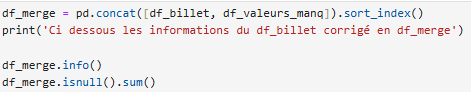 df_merge = pd.concat([df_billet, df_valeurs_manq]).sort_index()
print('Ci dessous les informations du df_billet corrigé en df_merge')
df_merge.info()
df_merge.isnull().sum()